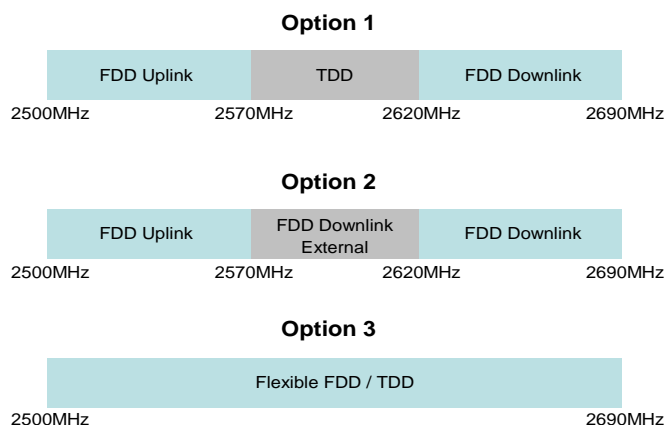 Option 1
FDD Uplink TDD FDD Downlink
2500MHz 2570MHz 2620MHz 2690MHz
Option 2
FDD Uplink FDD Downlink External FDD Downlink
2500MHz 2570MHz 2620MHz 2690MHz
Option 3
Flexible FDD / TDD
2500MHz 2690MHz